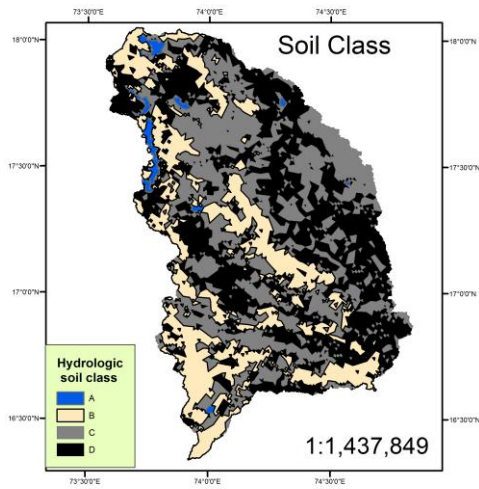 73°30'0"E 74°0'0"E 74°30'0"E
Soil Class
18°0'0"N 18°0'0"N
17°30'0"N 17°30'0"N
17°0'0"N 17°0'0"N
16°30'0"N 16°30'0"N
Hydrologic
soil class
A
B
C
D
1:1,437,849
73°30'0"E 74°0'0"E 74°30'0"E